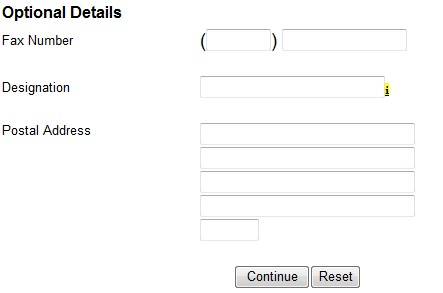 Optional Details
Fax Number ( )
Designation i
Postal Address
Continue Reset